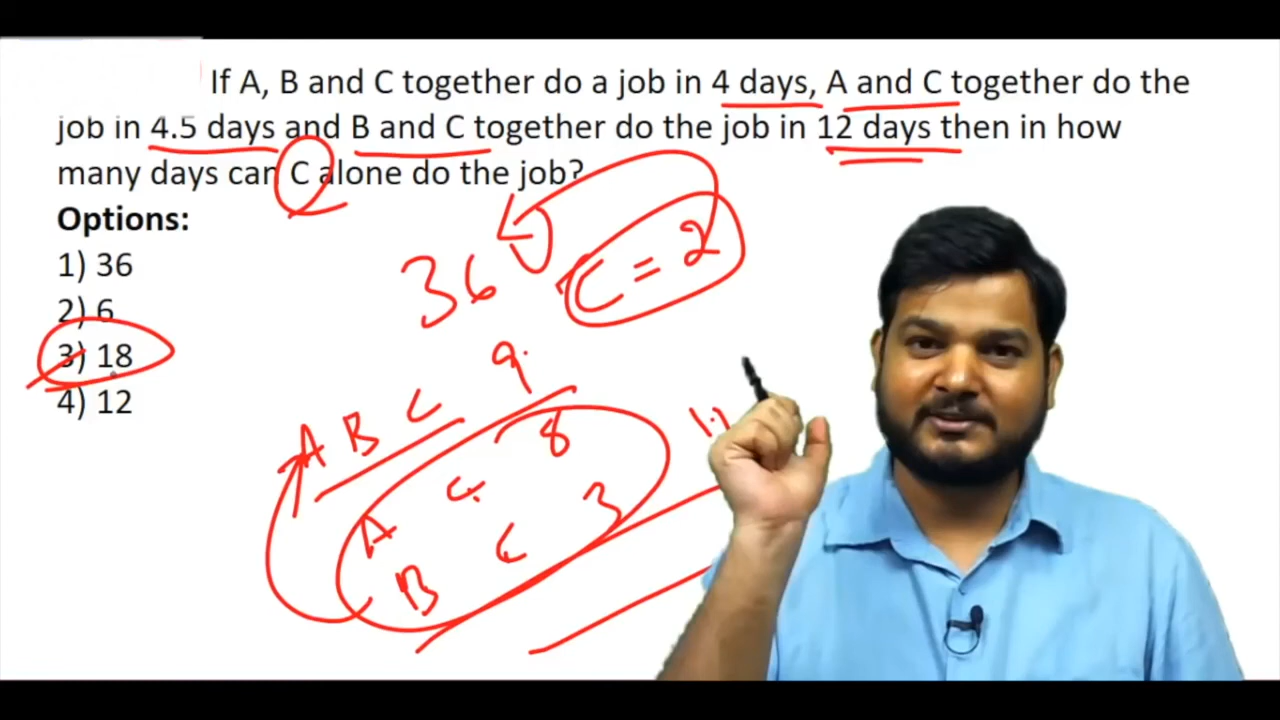 If A, B and C together do a job in 4 days, A and C together do the
job in 4.5 days and B and C together do the job in 12 days then in how
many days can C alone do the job?
Options:
1) 36
2) 6
3) 18
4) 12
36
C = 2
A B C 9
A C 8
B C 3
11